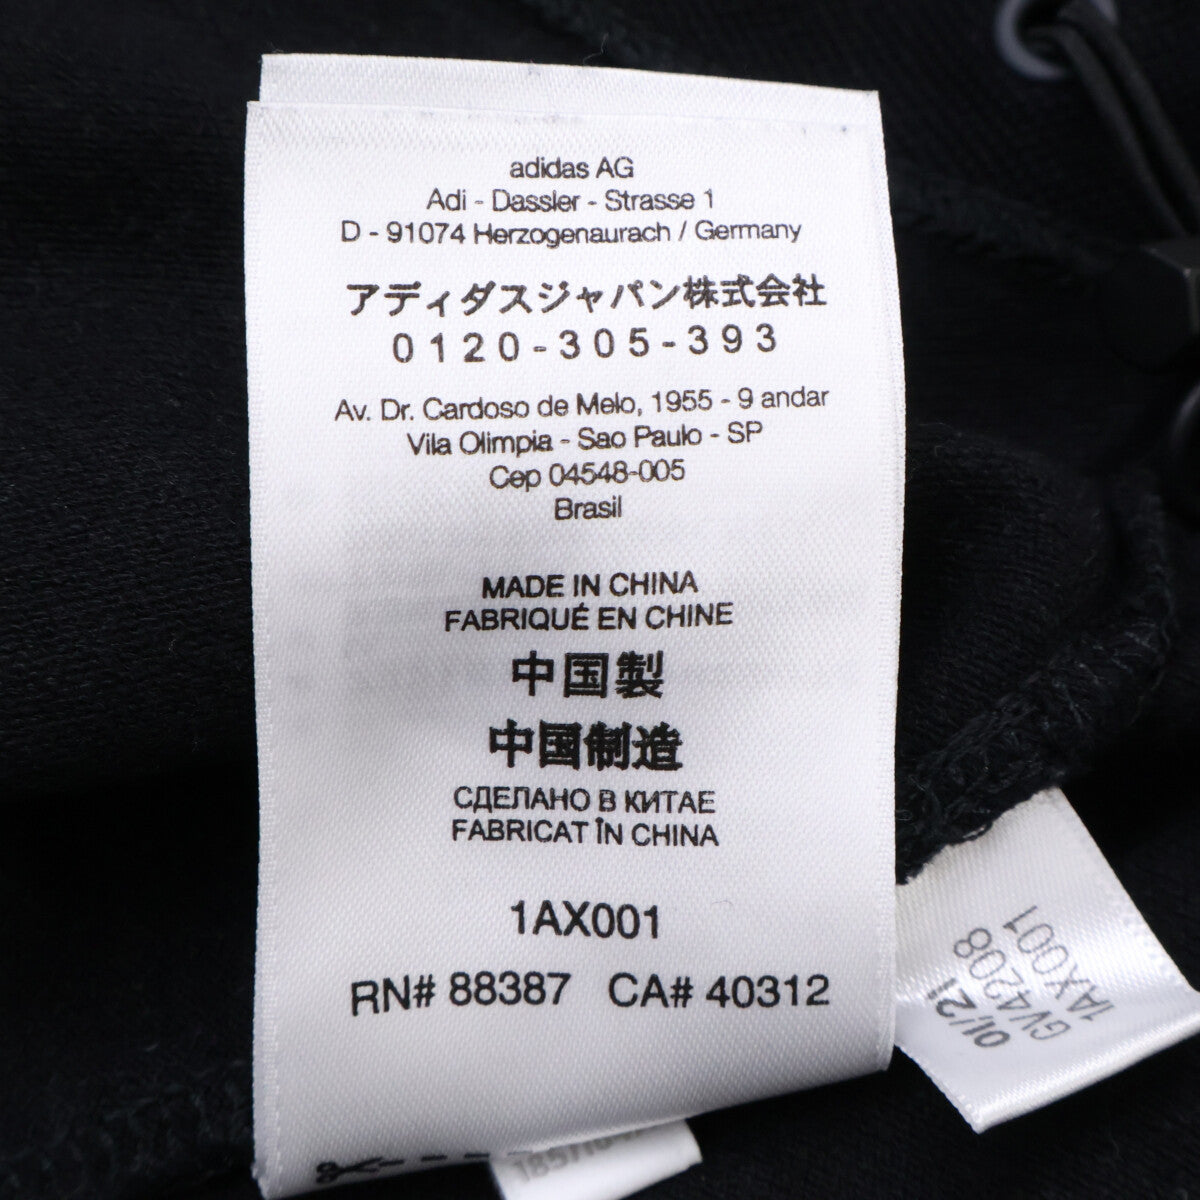 adidas AG
Adi - Dassler - Strasse 1
D - 91074 Herzogenaurach / Germany
アディダスジャパン株式会社
0120-305-393
Av. Dr. Cardoso de Melo, 1955 - 9 andar
Vila Olimpia - Sao Paulo - SP
Cep 04548-005
Brasil
MADE IN CHINA
FABRIQUÉ EN CHINE
中国製
中国制造
СДЕЛАНО В КИТАЕ
FABRICAT ÎN CHINA
1AX001
RN# 88387 CA# 40312
01/21
GV4208
1AX001